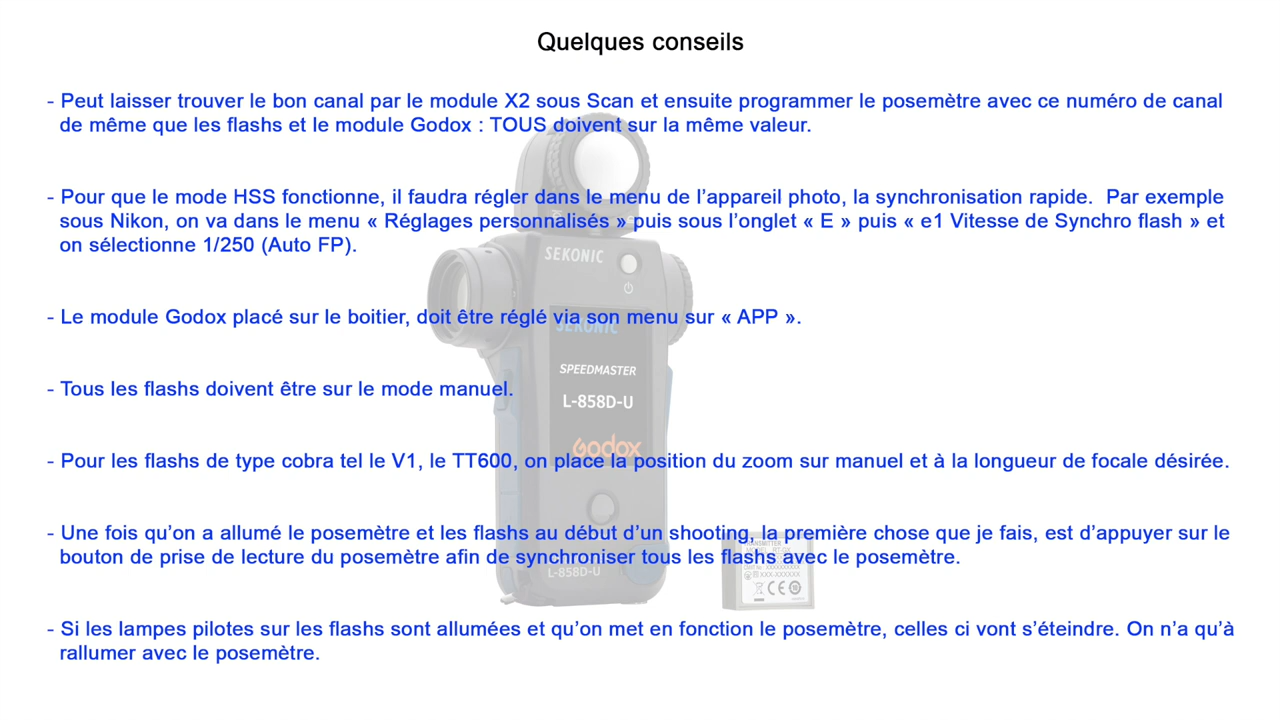 Quelques conseils
- Peut laisser trouver le bon canal par le module X2 sous Scan et ensuite programmer le posemètre avec ce numéro de canal
de même que les flashs et le module Godox : TOUS doivent sur la même valeur.
- Pour que le mode HSS fonctionne, il faudra régler dans le menu de l’appareil photo, la synchronisation rapide.  Par exemple
sous Nikon, on va dans le menu « Réglages personnalisés » puis sous l’onglet « E » puis « e1 Vitesse de Synchro flash » et
on sélectionne 1/250 (Auto FP).
SEKONIC
- Le module Godox placé sur le boitier, doit être réglé via son menu sur « APP ».
SEKONIC
SPEEDMASTER
- Tous les flashs doivent être sur le mode manuel.
L-858D-U
Godox
- Pour les flashs de type cobra tel le V1, le TT600, on place la position du zoom sur manuel et à la longueur de focale désirée.
- Une fois qu’on a allumé le posemètre et les flashs au début d’un shooting, la première chose que je fais, est d’appuyer sur le
bouton de prise de lecture du posemètre afin de synchroniser tous les flashs avec le posemètre.
L-858D-U
- Si les lampes pilotes sur les flashs sont allumées et qu’on met en fonction le posemètre, celles ci vont s’éteindre. On n’a qu’à
rallumer avec le posemètre.